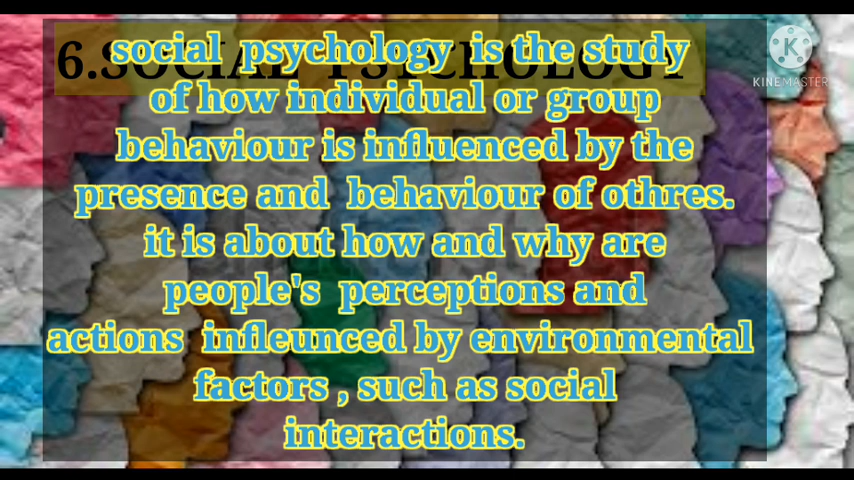 6.SOCIAL PSYCHOLOGY
social psychology is the study
of how individual or group
behaviour is influenced by the
presence and behaviour of othres.
it is about how and why are
people's perceptions and
actions infleunced by environmental
factors , such as social
interactions.
K
KINEMASTER